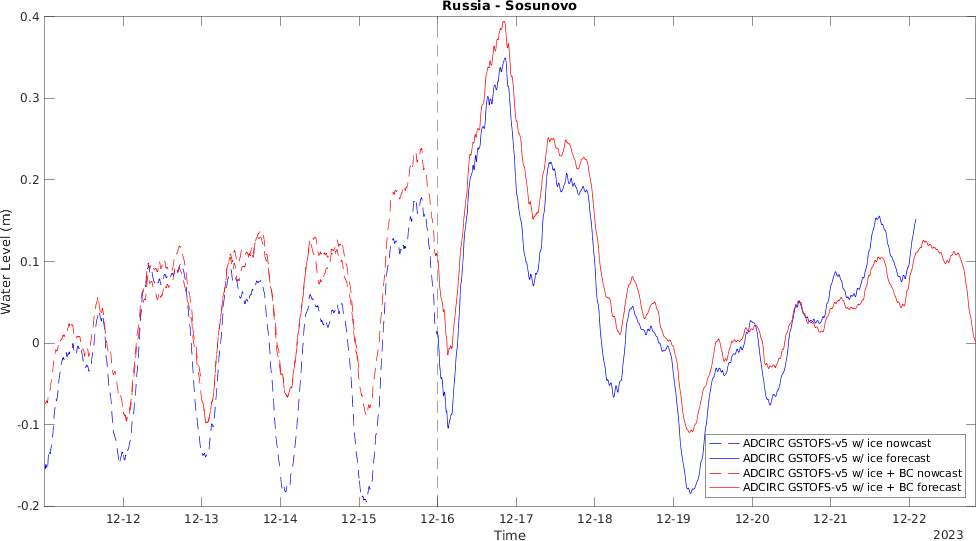 Russia - Sosunovo
Water Level (m)
0.4
0.3
0.2
0.1
0
-0.1
-0.2
ADCIRC GSTOFS-v5 w/ ice nowcast
ADCIRC GSTOFS-v5 w/ ice forecast
ADCIRC GSTOFS-v5 w/ ice + BC nowcast
ADCIRC GSTOFS-v5 w/ ice + BC forecast
12-12 12-13 12-14 12-15 12-16 12-17 12-18 12-19 12-20 12-21 12-22
Time
2023